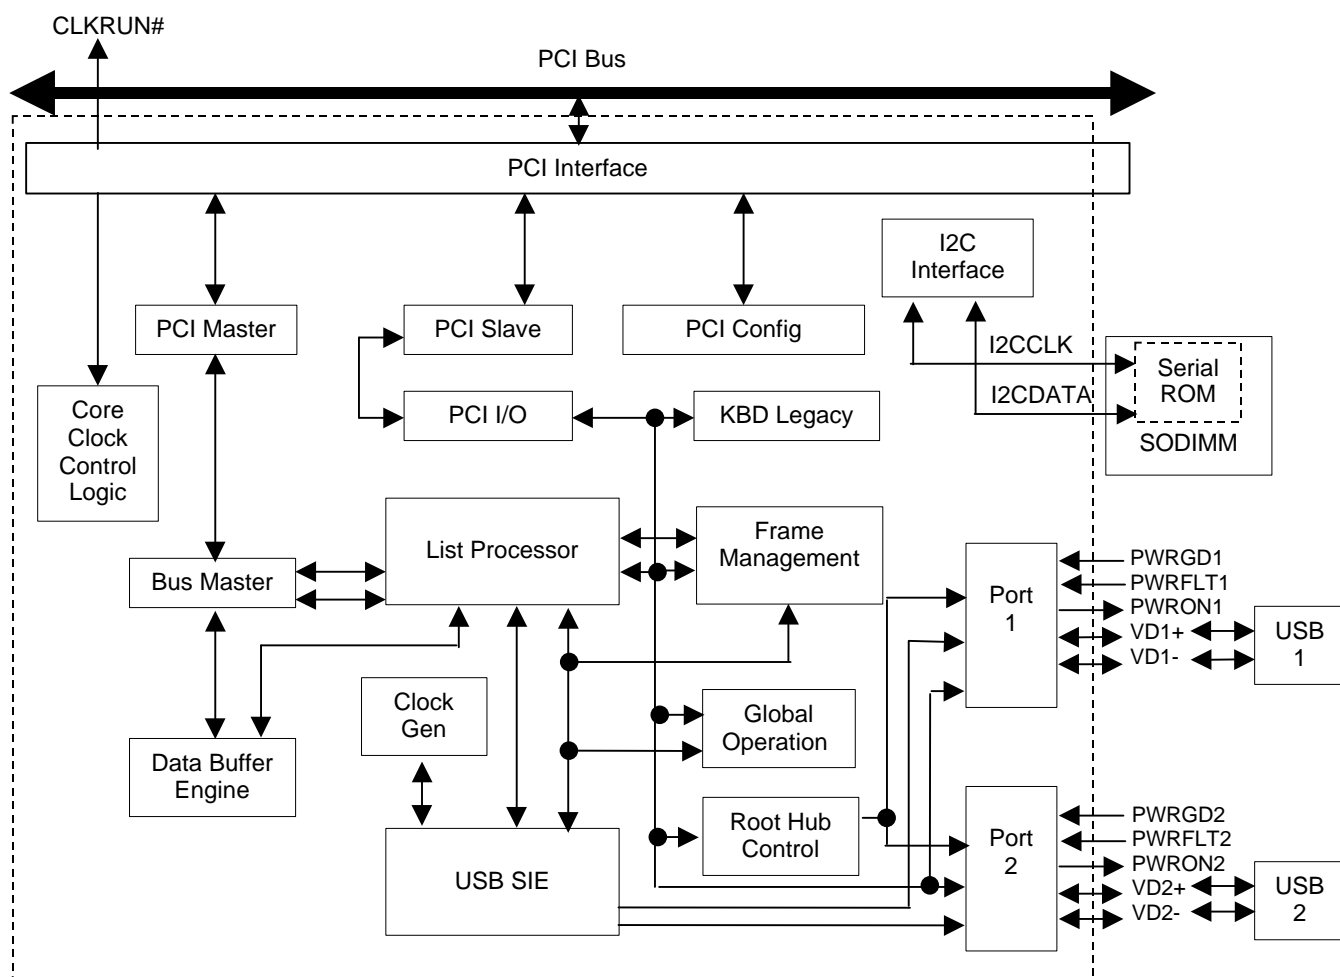 CLKRUN#
PCI Bus
PCI Interface
I2C
Interface
PCI Master
PCI Slave
PCI Config
I2CCLK
Serial
ROM
I2CDATA
SODIMM
Core
Clock
Control
Logic
PCI I/O
KBD Legacy
List Processor
Frame
Management
Bus Master
Port
1
PWRGD1
PWRFLT1
PWRON1
VD1+
VD1-
USB
1
Clock
Gen
Global
Operation
Data Buffer
Engine
Root Hub
Control
USB SIE
Port
2
PWRGD2
PWRFLT2
PWRON2
VD2+
VD2-
USB
2